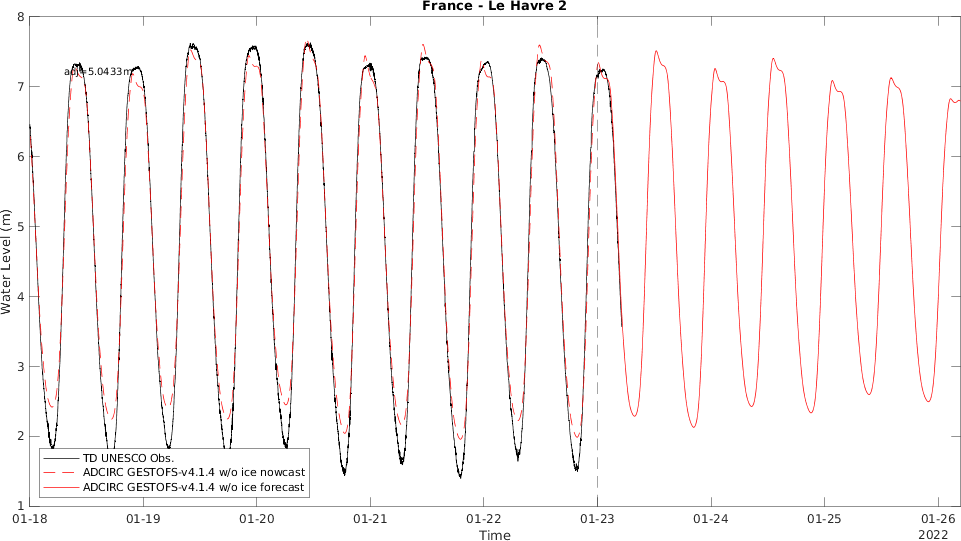 France - Le Havre 2
8
7
6
5
4
3
2
1
Water Level (m)
adj=5.0433m
TD UNESCO Obs.
ADCIRC GESTOFS-v4.1.4 w/o ice nowcast
ADCIRC GESTOFS-v4.1.4 w/o ice forecast
01-18 01-19 01-20 01-21 01-22 01-23 01-24 01-25 01-26
Time
2022